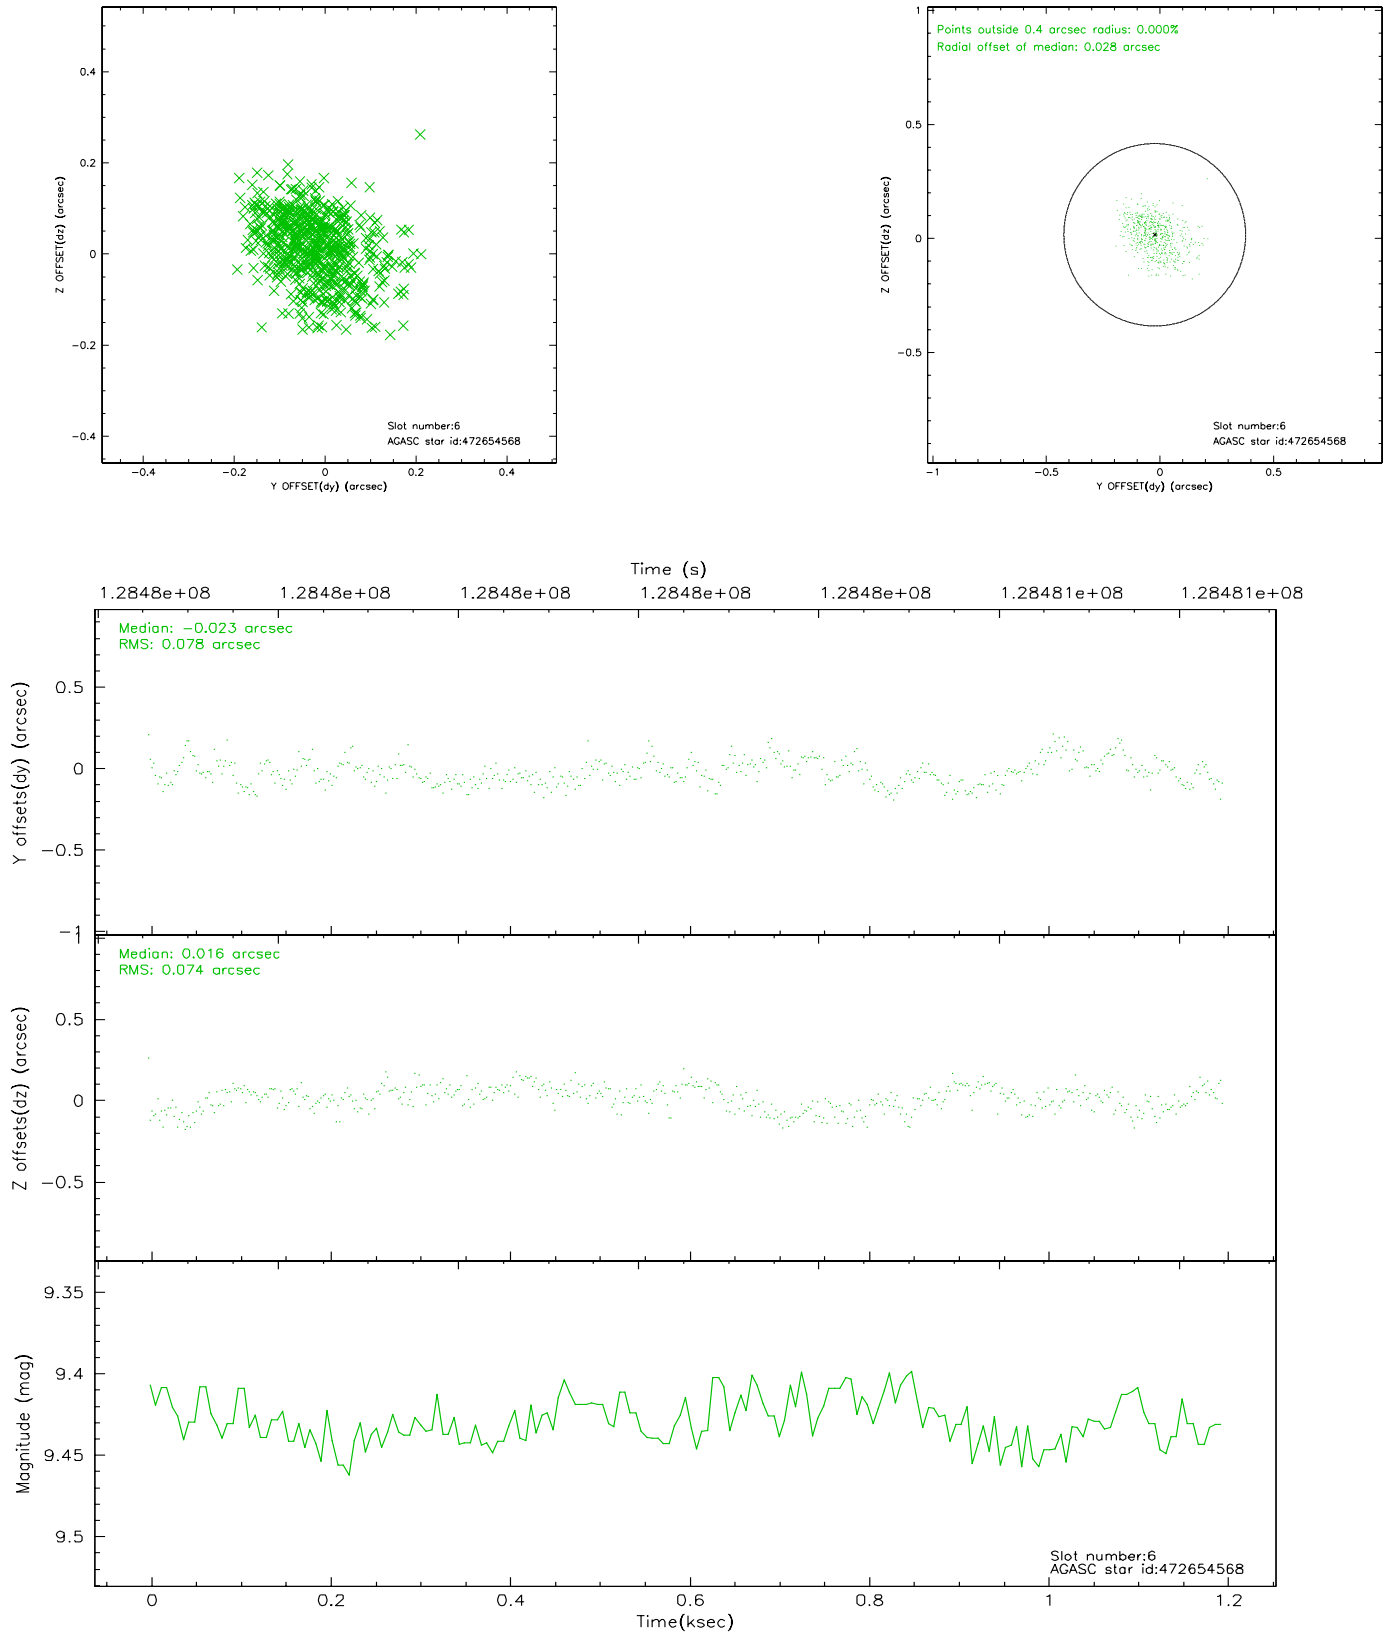 0.4
0.2
0
−0.2
−0.4
Z OFFSET(dz) (arcsec)
Slot number:6
AGASC star id:472654568
−0.4 −0.2 0 0.2 0.4
Y OFFSET(dy) (arcsec)
Points outside 0.4 arcsec radius: 0.000%
Radial offset of median: 0.028 arcsec
1
0.5
0
−0.5
Z OFFSET(dz) (arcsec)
Slot number:6
AGASC star id:472654568
−1 −0.5 0 0.5
Y OFFSET(dy) (arcsec)
Time (s)
1.2848e+08 1.2848e+08 1.2848e+08 1.2848e+08 1.2848e+08 1.28481e+08 1.28481e+08
Median: −0.023 arcsec
RMS: 0.078 arcsec
0.5
0
−0.5
−1
Y offsets(dy) (arcsec)
Median: 0.016 arcsec
RMS: 0.074 arcsec
1
0.5
0
−0.5
Z offsets(dz) (arcsec)
9.35
9.4
9.45
9.5
Magnitude (mag)
Slot number:6
AGASC star id:472654568
0 0.2 0.4 0.6 0.8 1 1.2
Time(ksec)